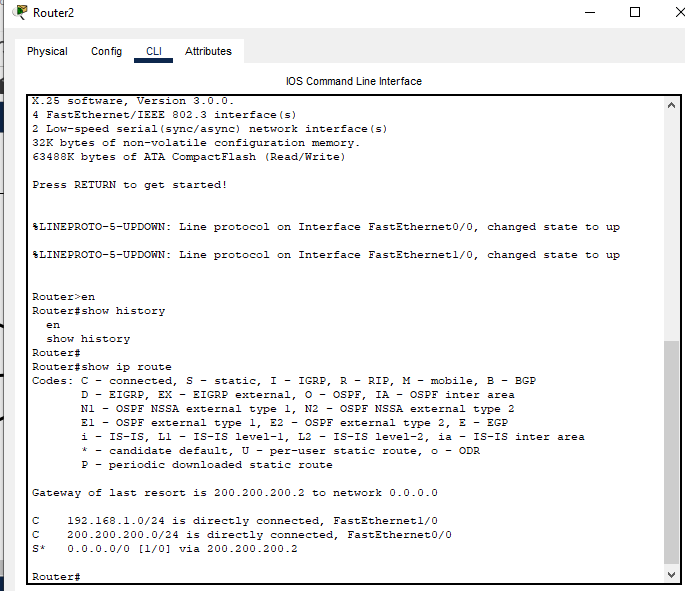 Router2
Physical Config CLI Attributes
IOS Command Line Interface
X.25 software, Version 3.0.0.
4 FastEthernet/IEEE 802.3 interface(s)
2 Low-speed serial(sync/async) network interface(s)
32K bytes of non-volatile configuration memory.
63488K bytes of ATA CompactFlash (Read/Write)
Press RETURN to get started!
%LINEPROTO-5-UPDOWN: Line protocol on Interface FastEthernet0/0, changed state to up
%LINEPROTO-5-UPDOWN: Line protocol on Interface FastEthernet1/0, changed state to up
Router>en
Router#show history
  en
  show history
Router#
Router#show ip route
Codes: C - connected, S - static, I - IGRP, R - RIP, M - mobile, B - BGP
       D - EIGRP, EX - EIGRP external, O - OSPF, IA - OSPF inter area
       N1 - OSPF NSSA external type 1, N2 - OSPF NSSA external type 2
       E1 - OSPF external type 1, E2 - OSPF external type 2, E - EGP
       i - IS-IS, L1 - IS-IS level-1, L2 - IS-IS level-2, ia - IS-IS inter area
       * - candidate default, U - per-user static route, o - ODR
       P - periodic downloaded static route
Gateway of last resort is 200.200.200.2 to network 0.0.0.0
C    192.168.1.0/24 is directly connected, FastEthernet1/0
C    200.200.200.0/24 is directly connected, FastEthernet0/0
S*   0.0.0.0/0 [1/0] via 200.200.200.2
Router#